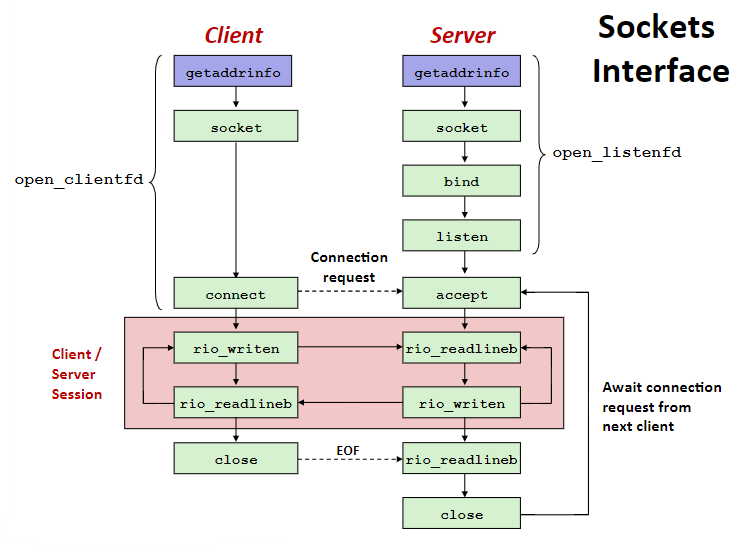 Sockets
Interface
Client
Server
getaddrinfo
getaddrinfo
socket
socket
open_clientfd
open_listenfd
bind
listen
Connection
request
connect
accept
Client /
Server
Session
rio_writen
rio_readlineb
rio_readlineb
rio_writen
Await connection
request from
next client
close
EOF
rio_readlineb
close